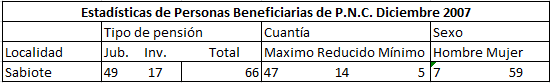 Estadísticas de Personas Beneficiarias de P.N.C. Diciembre 2007
Tipo de pensión Cuantía Sexo
Localidad Jub. Inv. Total Maximo Reducido Mínimo Hombre Mujer
Sabiote 49 17 66 47 14 5 7 59